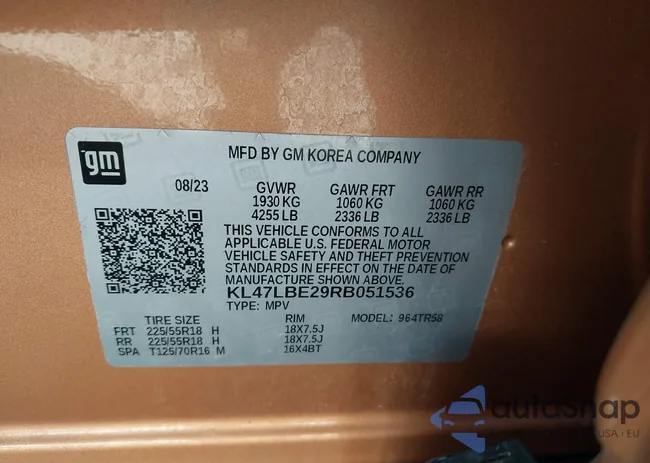 gm
MFD BY GM KOREA COMPANY
08/23 GVWR GAWR FRT GAWR RR
1930 KG 1060 KG 1060 KG
4255 LB 2336 LB 2336 LB
THIS VEHICLE CONFORMS TO ALL
APPLICABLE U.S. FEDERAL MOTOR
VEHICLE SAFETY AND THEFT PREVENTION
STANDARDS IN EFFECT ON THE DATE OF
MANUFACTURE SHOWN ABOVE.
KL47LBE29RB051536
TYPE: MPV
TIRE SIZE RIM MODEL: 964TR58
FRT 225/55R18 H 18X7.5J
RR 225/55R18 H 18X7.5J
SPA T125/70R16 M 16X4BT
autoSnap
USA - EU